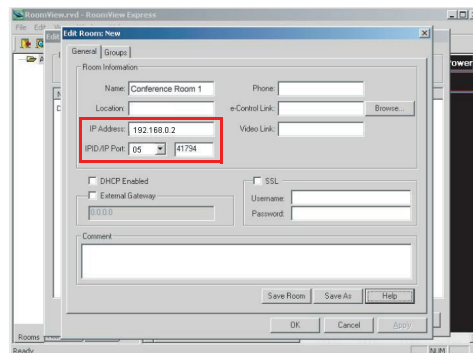 RoomView.rvd - RoomView Express
File Edit
Edit Room: New
General Groups
Room Information
Name: Conference Room 1 Phone:
Location: e-Control Link: Browse...
IP Address: 192.168.0.2 Video Link:
IPID/IP Port: 05 41794
DHCP Enabled SSL
External Gateway Username:
0.0.0.0 Password:
Comment
Save Room Save As Help
OK Cancel Apply
Rooms
Ready NUM